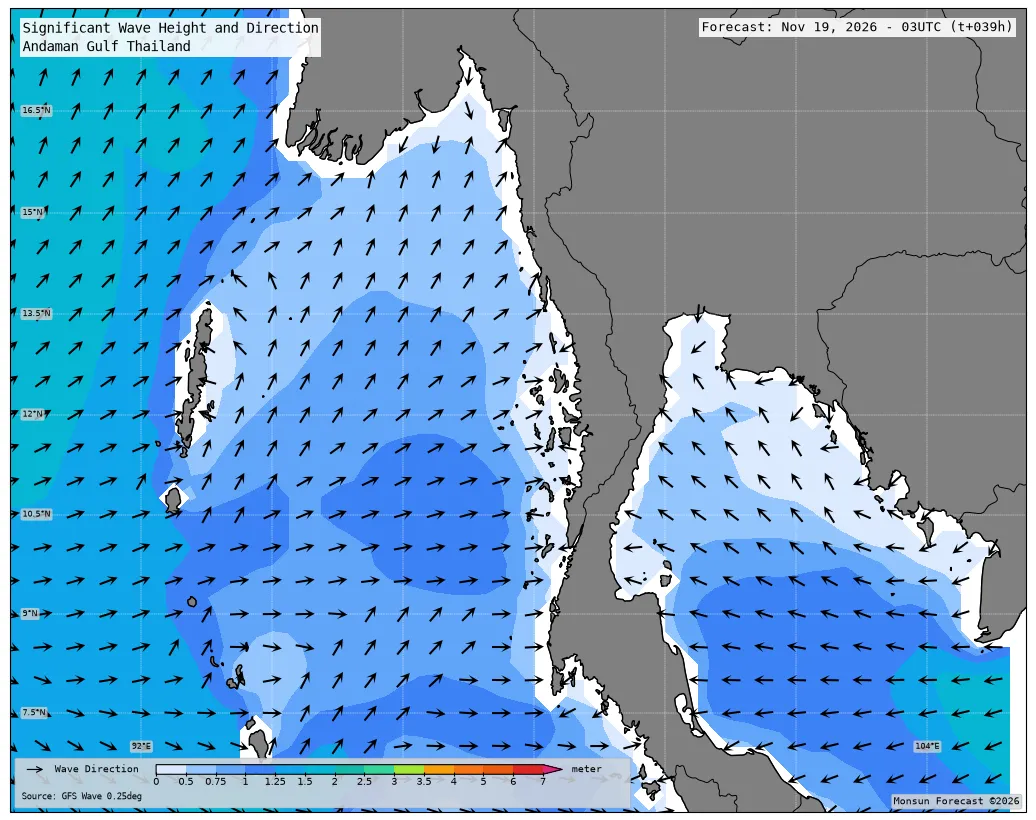 Significant Wave Height and Direction
Andaman Gulf Thailand
Forecast: Nov 19, 2026 - 03UTC (t+039h)
16.5°N
15°N
13.5°N
12°N
10.5°N
9°N
7.5°N
92°E
104°E
Wave Direction
0.5 0.75 1 1.25 1.5 2 2.5 3 3.5 4 5 6 7
meter
Source: GFS Wave 0.25deg
Monsun Forecast ©2026